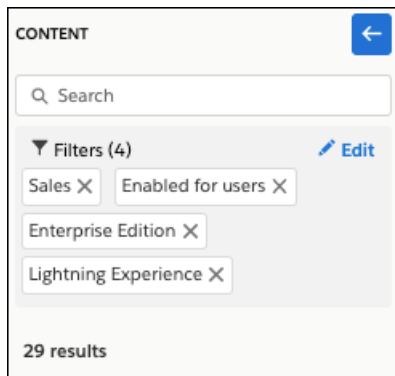 CONTENT
Search
Filters (4) Edit
Sales Enabled for users
Enterprise Edition
Lightning Experience
29 results